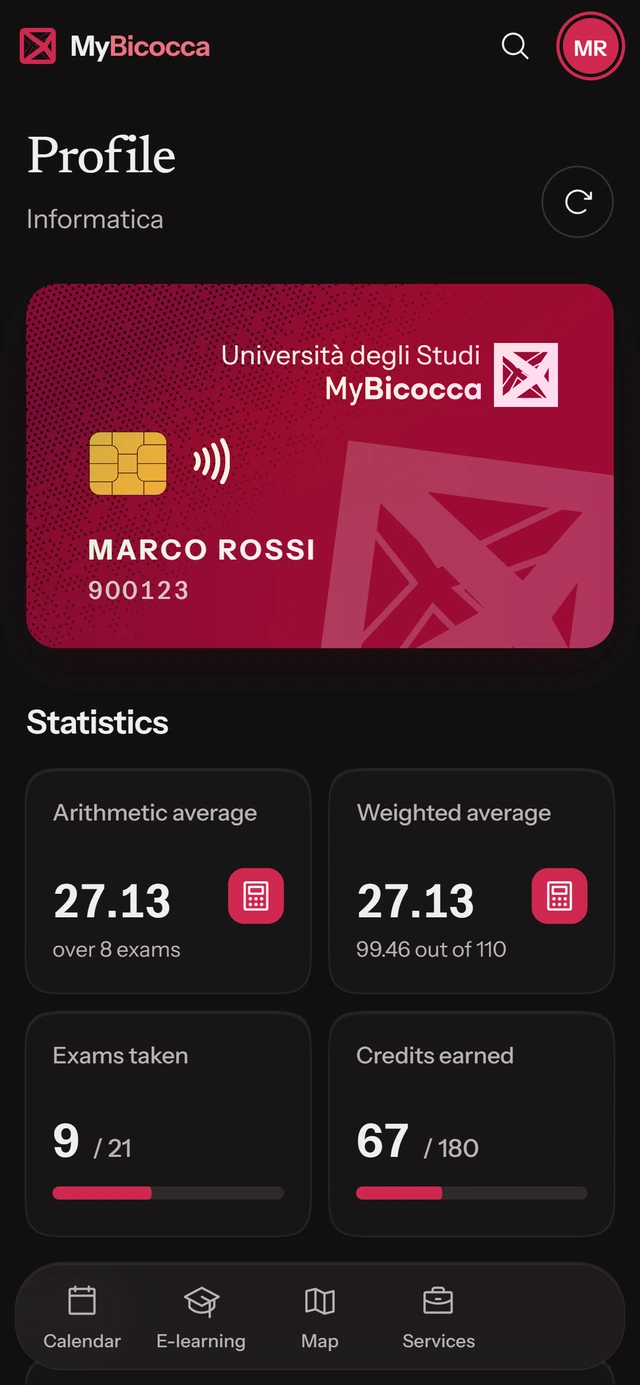 MyBicocca
MR
Profile
Informatica
Università degli Studi
MyBicocca
MARCO ROSSI
900123
Statistics
Arithmetic average
27.13
over 8 exams
Weighted average
27.13
99.46 out of 110
Exams taken
9 / 21
Credits earned
67 / 180
Calendar
E-learning
Map
Services